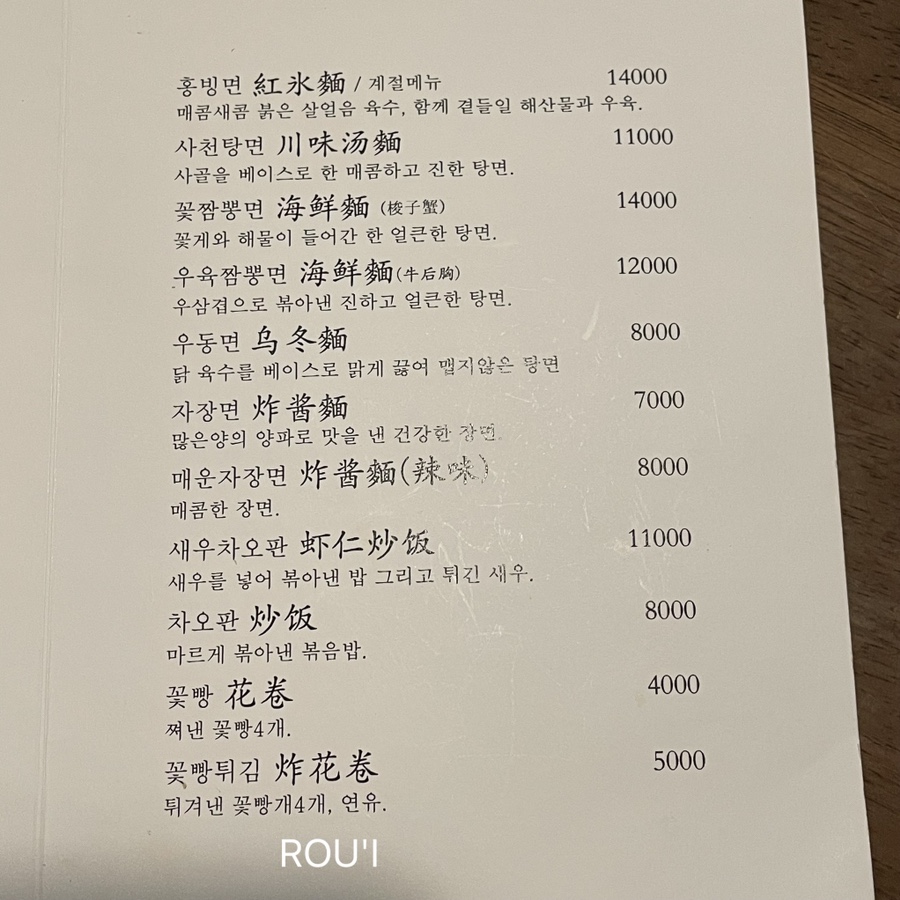 홍빙면 紅氷麵 / 계절메뉴 14000
매콤새콤 붉은 살얼음 육수, 함께 곁들일 해산물과 우육.
사천탕면 川味汤麵 11000
사골을 베이스로 한 매콤하고 진한 탕면.
꽃짬뽕면 海鲜麵 (梭子蟹) 14000
꽃게와 해물이 들어간 한 얼큰한 탕면.
우육짬뽕면 海鲜麵(牛后胸) 12000
우삼겹으로 볶아낸 진하고 얼큰한 탕면.
우동면 乌冬麵 8000
닭 육수를 베이스로 맑게 끓여 맵지않은 탕면
자장면 炸酱麵 7000
많은양의 양파로 맛을 낸 건강한 장면.
매운자장면 炸酱麵(辣味) 8000
매콤한 장면.
새우차오판 虾仁炒饭 11000
새우를 넣어 볶아낸 밥 그리고 튀긴 새우.
차오판 炒饭 8000
마르게 볶아낸 볶음밥.
꽃빵 花卷 4000
쪄낸 꽃빵4개.
꽃빵튀김 炸花卷 5000
튀겨낸 꽃빵개4개, 연유.
ROU'I